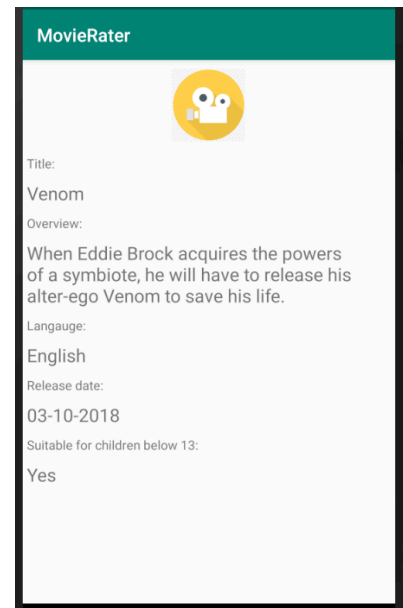 MovieRater
Title:
Venom
Overview:
When Eddie Brock acquires the powers
of a symbiote, he will have to release his
alter-ego Venom to save his life.
Langauge:
English
Release date:
03-10-2018
Suitable for children below 13:
Yes